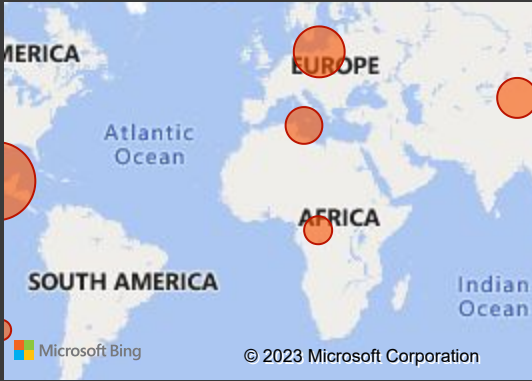 MERICA
EUROPE
Atlantic
Ocean
AFRICA
SOUTH AMERICA
Indian
Ocean
Microsoft Bing
© 2023 Microsoft Corporation